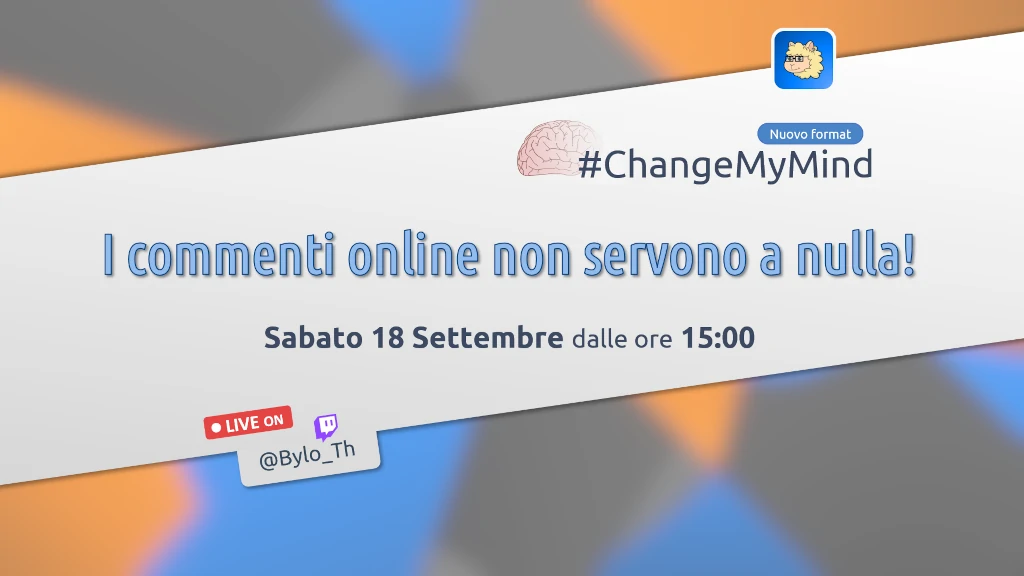 Nuovo format
#ChangeMyMind
I commenti online non servono a nulla!
Sabato 18 Settembre dalle ore 15:00
LIVE ON
@Bylo_Th